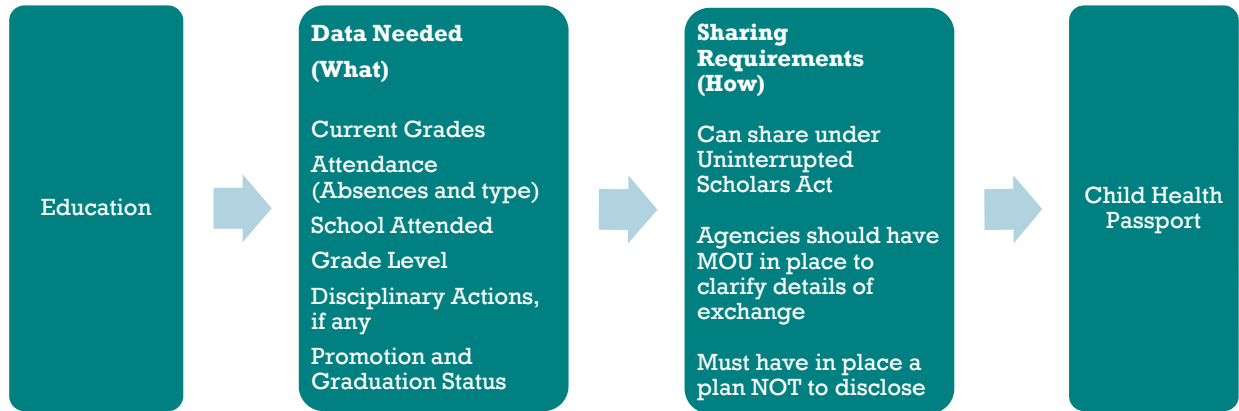 Education
Data Needed
(What)
Current Grades
Attendance
(Absences and type)
School Attended
Grade Level
Disciplinary Actions,
if any
Promotion and
Graduation Status
Sharing
Requirements
(How)
Can share under
Uninterrupted
Scholars Act
Agencies should have
MOU in place to
clarify details of
exchange
Must have in place a
plan NOT to disclose
Child Health
Passport